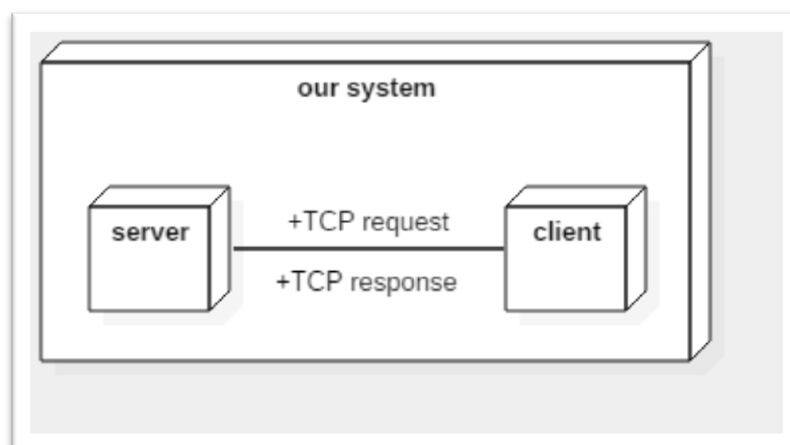 our system
server
+TCP request
+TCP response
client